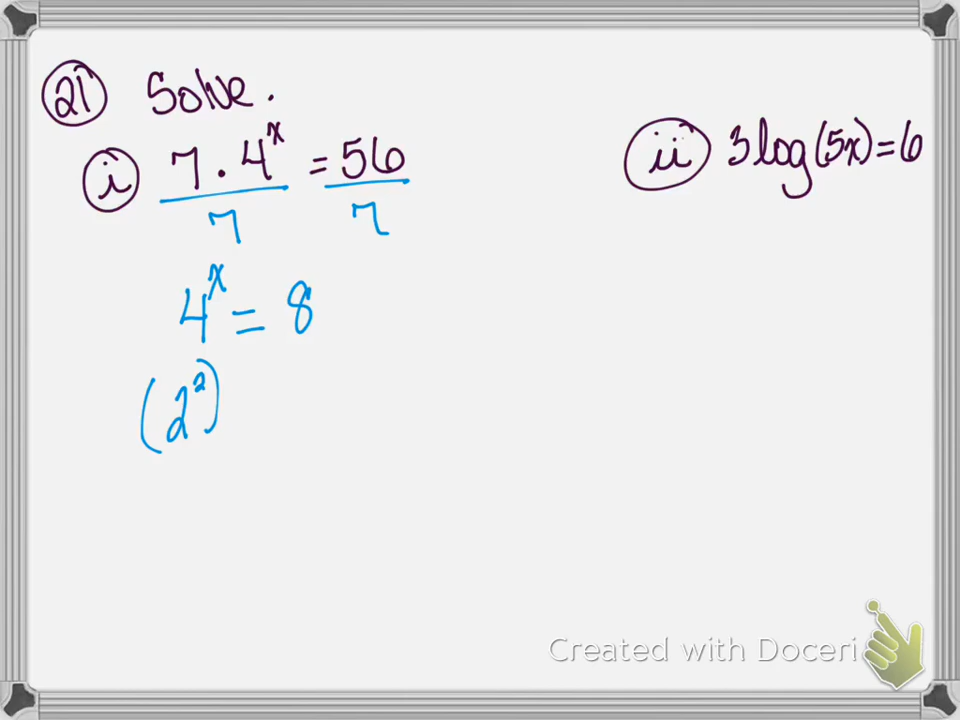 21 Solve.
i 7 · 4^x = 56
7 7
4^x = 8
(2^2)
ii 3log(5x)=6
Created with Doceri